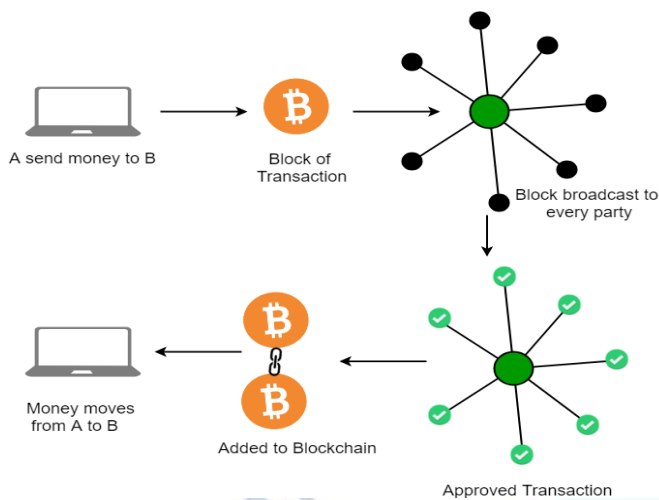 A send money to B
Block of
Transaction
Block broadcast to
every party
Approved Transaction
Added to Blockchain
Money moves
from A to B